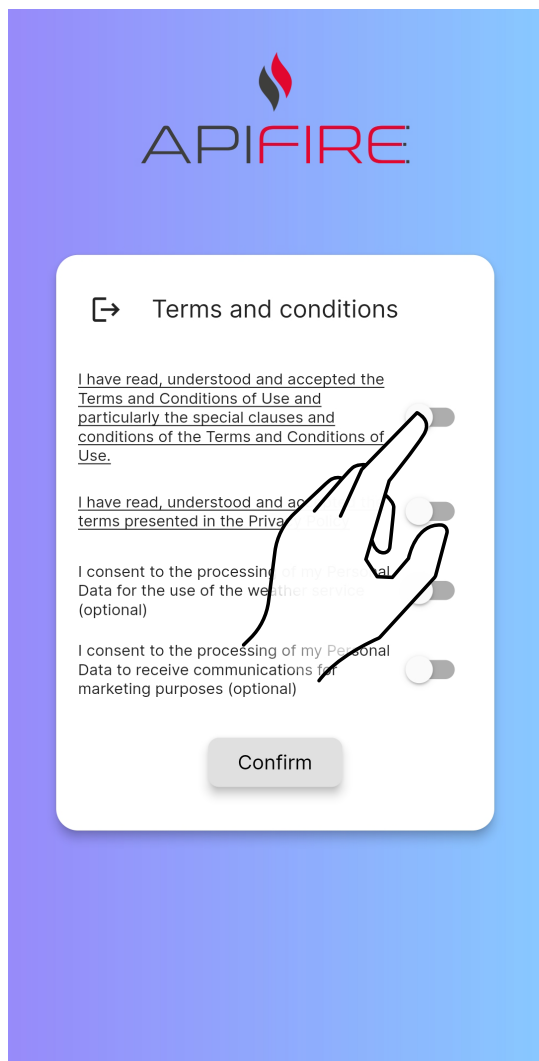 APIFIRE
Terms and conditions
I have read, understood and accepted the
Terms and Conditions of Use and
particularly the special clauses and
conditions of the Terms and Conditions of
Use.
I have read, understood and
terms presented in the Privacy Policy
I consent to the processing of my Personal
Data for the use of the weather service
(optional)
I consent to the processing of my Personal
Data to receive communications for
marketing purposes (optional)
Confirm